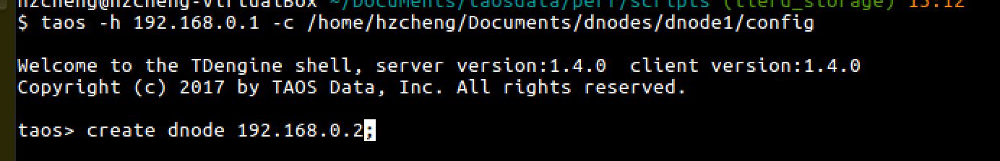 hzcheng@hzcheng-VirtualBox ~/Documents/taosdata/perf/scripts (tierd_storage) 15:12
$ taos -h 192.168.0.1 -c /home/hzcheng/Documents/dnodes/dnode1/config
Welcome to the TDengine shell, server version:1.4.0  client version:1.4.0
Copyright (c) 2017 by TAOS Data, Inc. All rights reserved.
taos> create dnode 192.168.0.2;